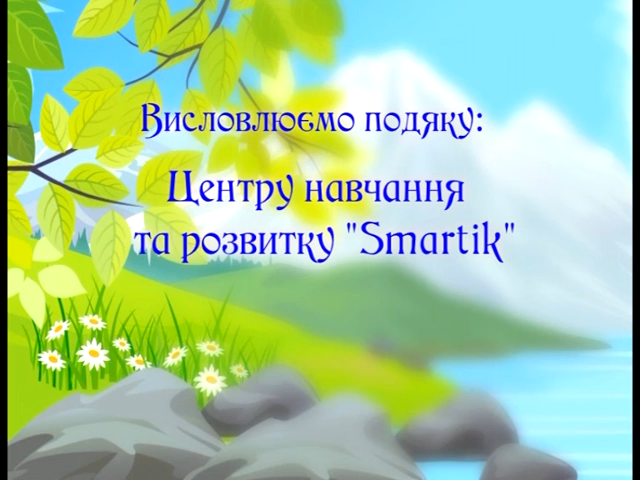 Висловлюємо подяку:
Центру навчання
та розвитку "Smartik"